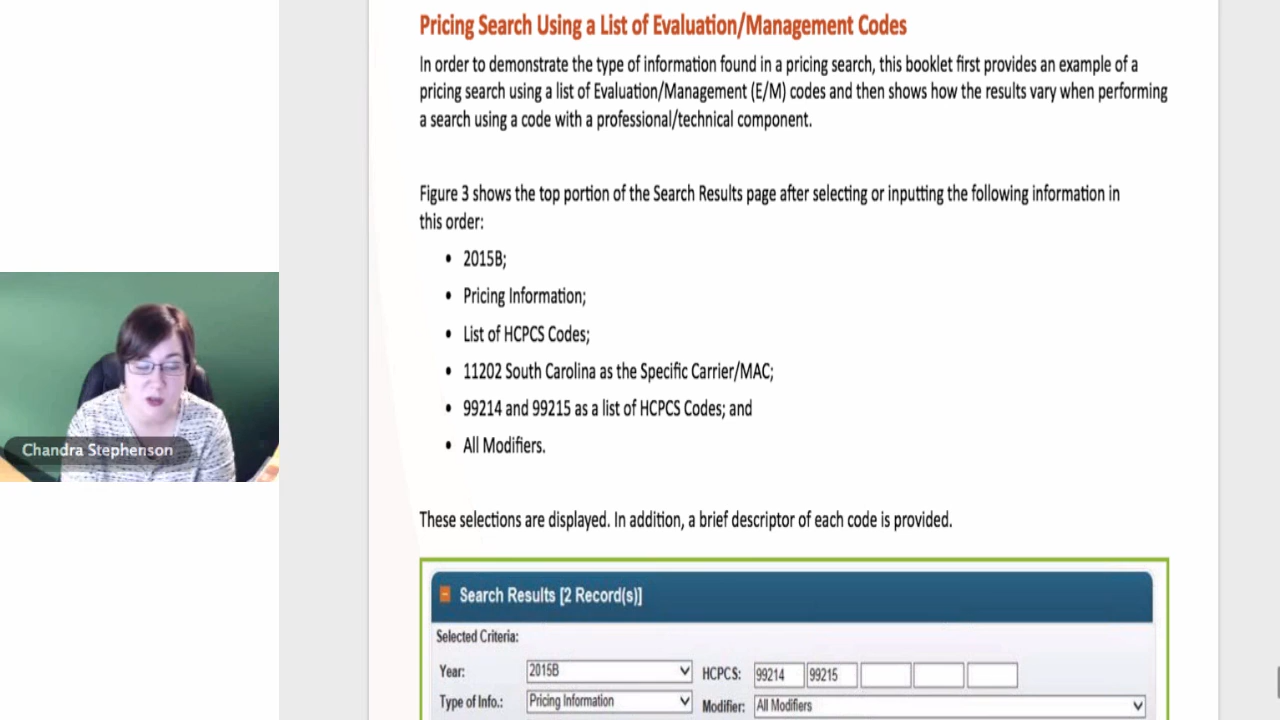 Pricing Search Using a List of Evaluation/Management Codes
In order to demonstrate the type of information found in a pricing search, this booklet first provides an example of a
pricing search using a list of Evaluation/Management (E/M) codes and then shows how the results vary when performing
a search using a code with a professional/technical component.
Figure 3 shows the top portion of the Search Results page after selecting or inputting the following information in
this order:
• 2015B;
• Pricing Information;
• List of HCPCS Codes;
• 11202 South Carolina as the Specific Carrier/MAC;
• 99214 and 99215 as a list of HCPCS Codes; and
• All Modifiers.
Chandra Stephenson
These selections are displayed. In addition, a brief descriptor of each code is provided.
Search Results [2 Record(s)]
Selected Criteria:
Year: 2015B HCPCS: 99214 99215
Type of Info.: Pricing Information Modifier: All Modifiers